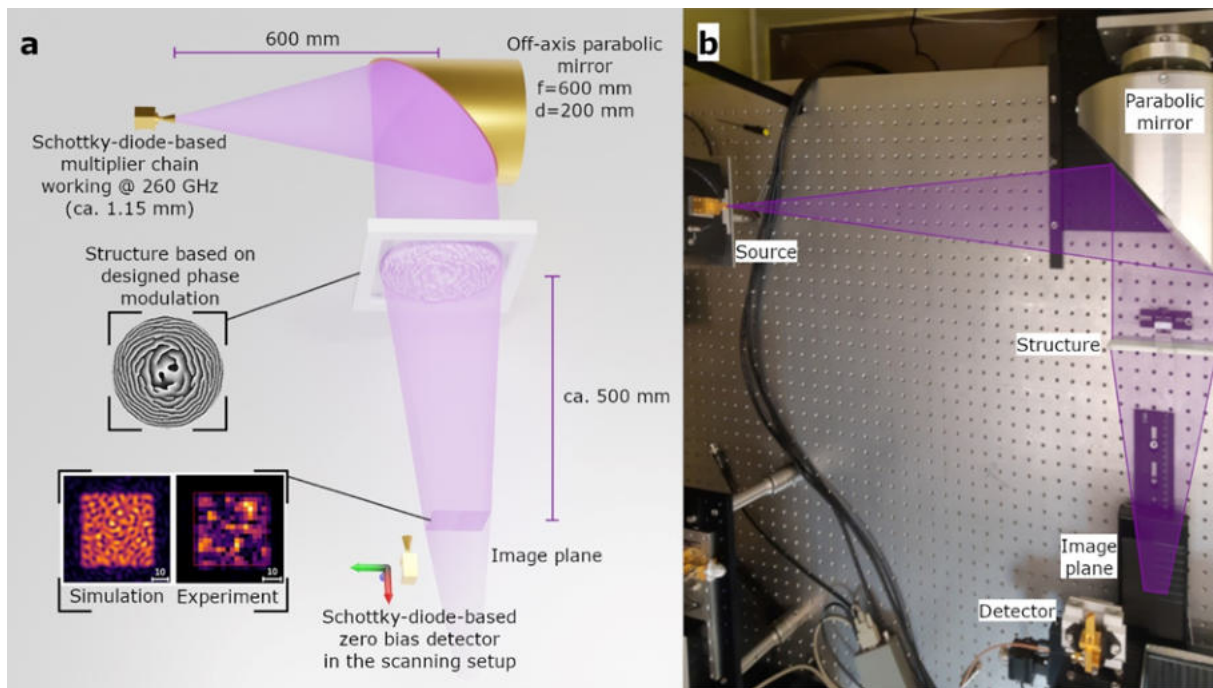 a
600 mm
Off-axis parabolic
mirror
f=600 mm
d=200 mm
Schottky-diode-based
multiplier chain
working @ 260 GHz
(ca. 1.15 mm)
Structure based on
designed phase
modulation
ca. 500 mm
10
10
Simulation
Experiment
Image plane
Schottky-diode-based
zero bias detector
in the scanning setup
b
Parabolic
mirror
Source
Structure
Image
plane
Detector